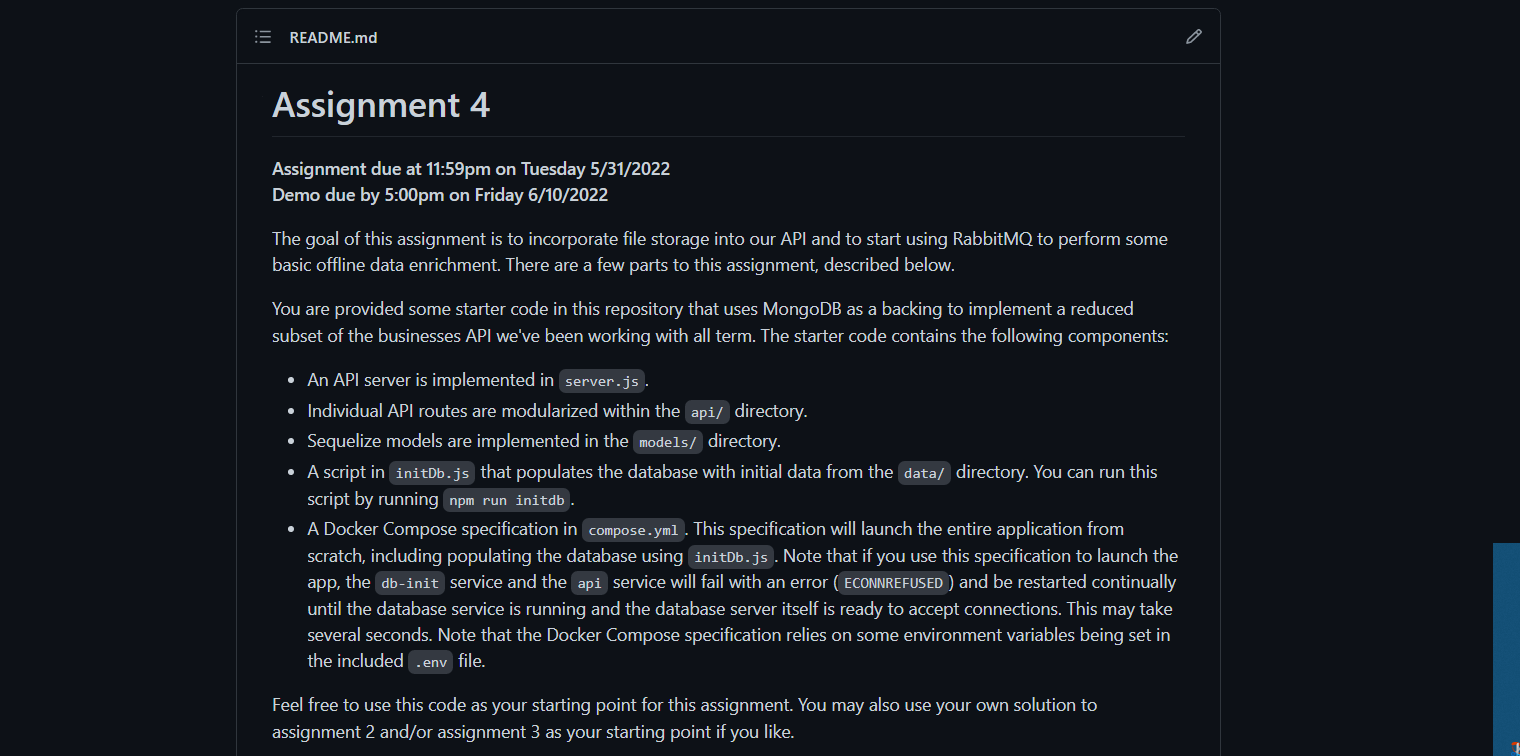 README.md
Assignment 4
Assignment due at 11:59pm on Tuesday 5/31/2022
Demo due by 5:00pm on Friday 6/10/2022
The goal of this assignment is to incorporate file storage into our API and to start using RabbitMQ to perform some
basic offline data enrichment. There are a few parts to this assignment, described below.
You are provided some starter code in this repository that uses MongoDB as a backing to implement a reduced
subset of the businesses API we've been working with all term. The starter code contains the following components:
• An API server is implemented in server.js.
• Individual API routes are modularized within the api/ directory.
• Sequelize models are implemented in the models/ directory.
• A script in initDb.js that populates the database with initial data from the data/ directory. You can run this
script by running npm run initdb.
• A Docker Compose specification in compose.yml. This specification will launch the entire application from
scratch, including populating the database using initDb.js. Note that if you use this specification to launch the
app, the db-init service and the api service will fail with an error (ECONNREFUSED) and be restarted continually
until the database service is running and the database server itself is ready to accept connections. This may take
several seconds. Note that the Docker Compose specification relies on some environment variables being set in
the included .env file.
Feel free to use this code as your starting point for this assignment. You may also use your own solution to
assignment 2 and/or assignment 3 as your starting point if you like.